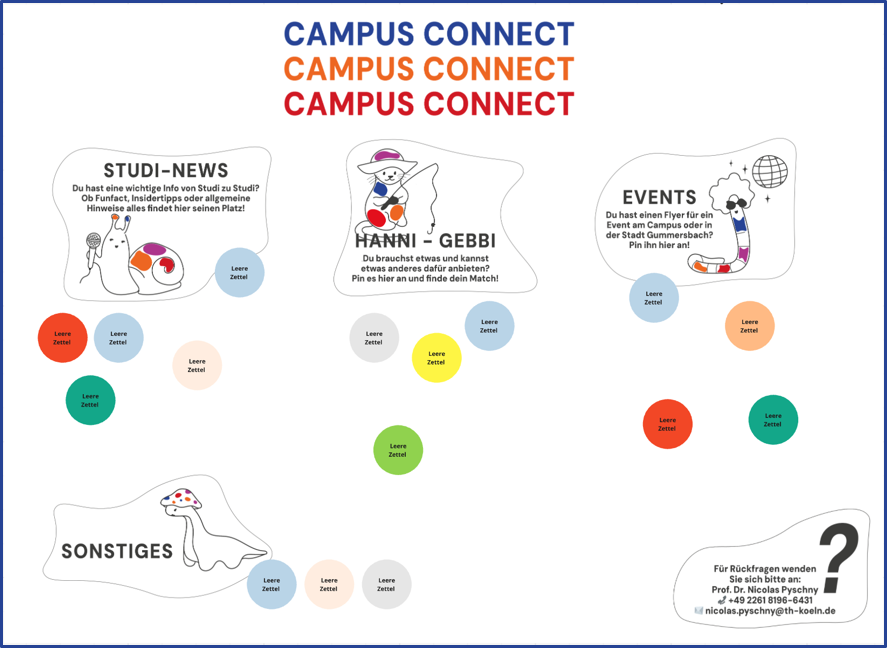 CAMPUS CONNECT
CAMPUS CONNECT
CAMPUS CONNECT
STUDI-NEWS
Du hast eine wichtige Info von Studi zu Studi?
Ob Funfact, Insidertipps oder allgemeine
Hinweise alles findet hier seinen Platz!
Leere
Zettel
Leere
Zettel
Leere
Zettel
Leere
Zettel
Leere
Zettel
HANNI - GEBBI
Du brauchst etwas und kannst
etwas anderes dafür anbieten?
Pin es hier an und finde dein Match!
Leere
Zettel
Leere
Zettel
Leere
Zettel
Leere
Zettel
EVENTS
Du hast einen Flyer für ein
Event am Campus oder in
der Stadt Gummersbach?
Pin ihn hier an!
Leere
Zettel
Leere
Zettel
Leere
Zettel
Leere
Zettel
SONSTIGES
Leere
Zettel
Leere
Zettel
Leere
Zettel
?
Für Rückfragen wenden
Sie sich bitte an:
Prof. Dr. Nicolas Pyschny
+49 2261 8196-6431
nicolas.pyschny@th-koeln.de